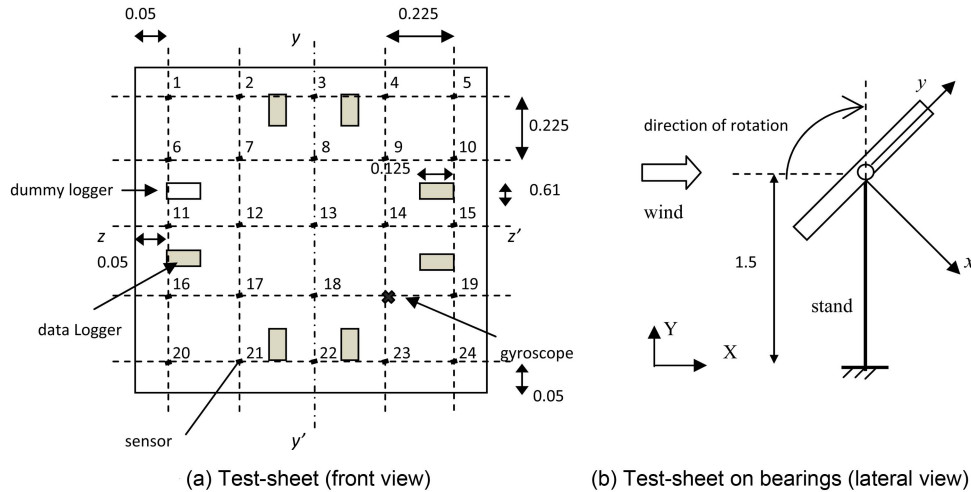 0.05
0.225
y
1
2
3
4
5
0.225
6
7
8
9
10
0.125
dummy logger
0.61
11
12
13
14
15
z
z'
0.05
16
17
18
19
data Logger
gyroscope
20
21
22
23
24
0.05
sensor
y'
(a) Test-sheet (front view)
y
direction of rotation
wind
1.5
x
stand
Y
X
(b) Test-sheet on bearings (lateral view)